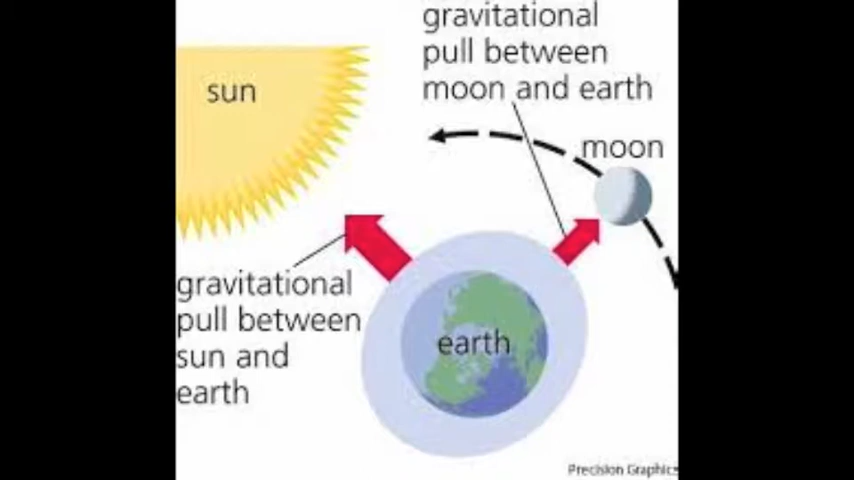 gravitational
pull between
moon and earth
sun
moon
gravitational
pull between
sun and
earth
earth
Precision Graphics